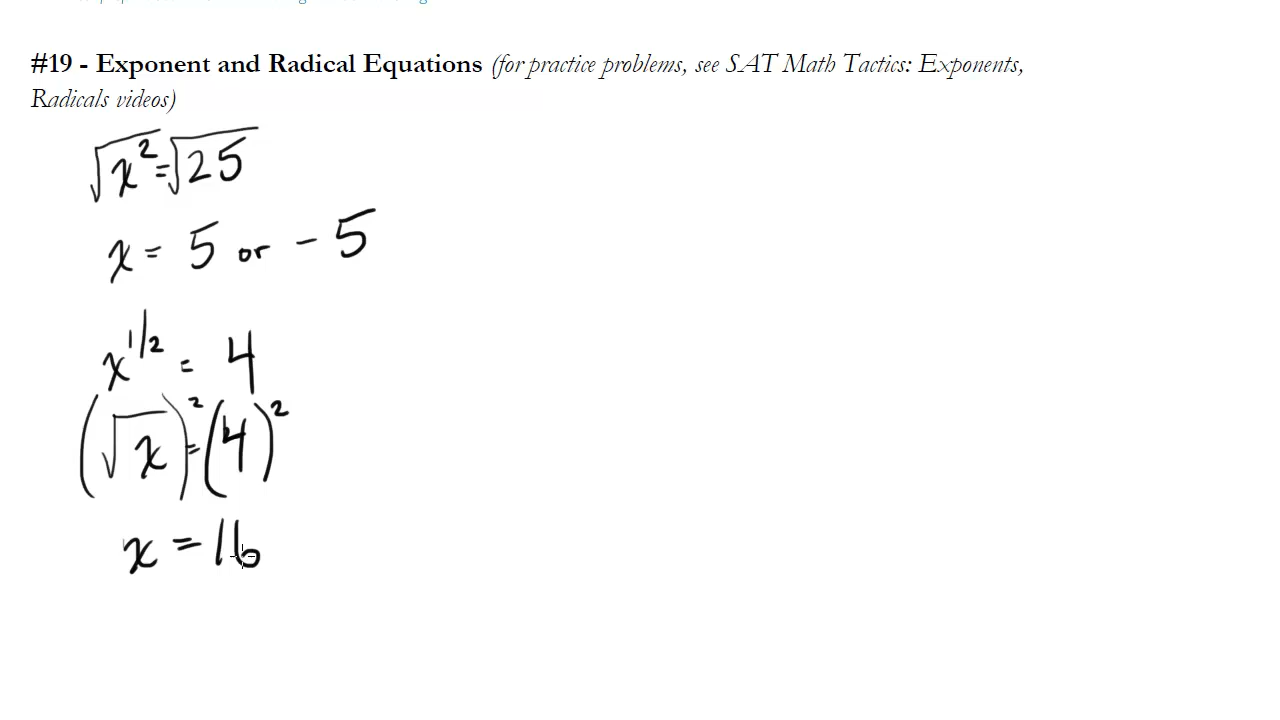 #19 - Exponent and Radical Equations (for practice problems, see SAT Math Tactics: Exponents,
Radicals videos)
√x² = √25
x = 5 or - 5
x^1/2 = 4
(√x)² = (4)²
x = 16